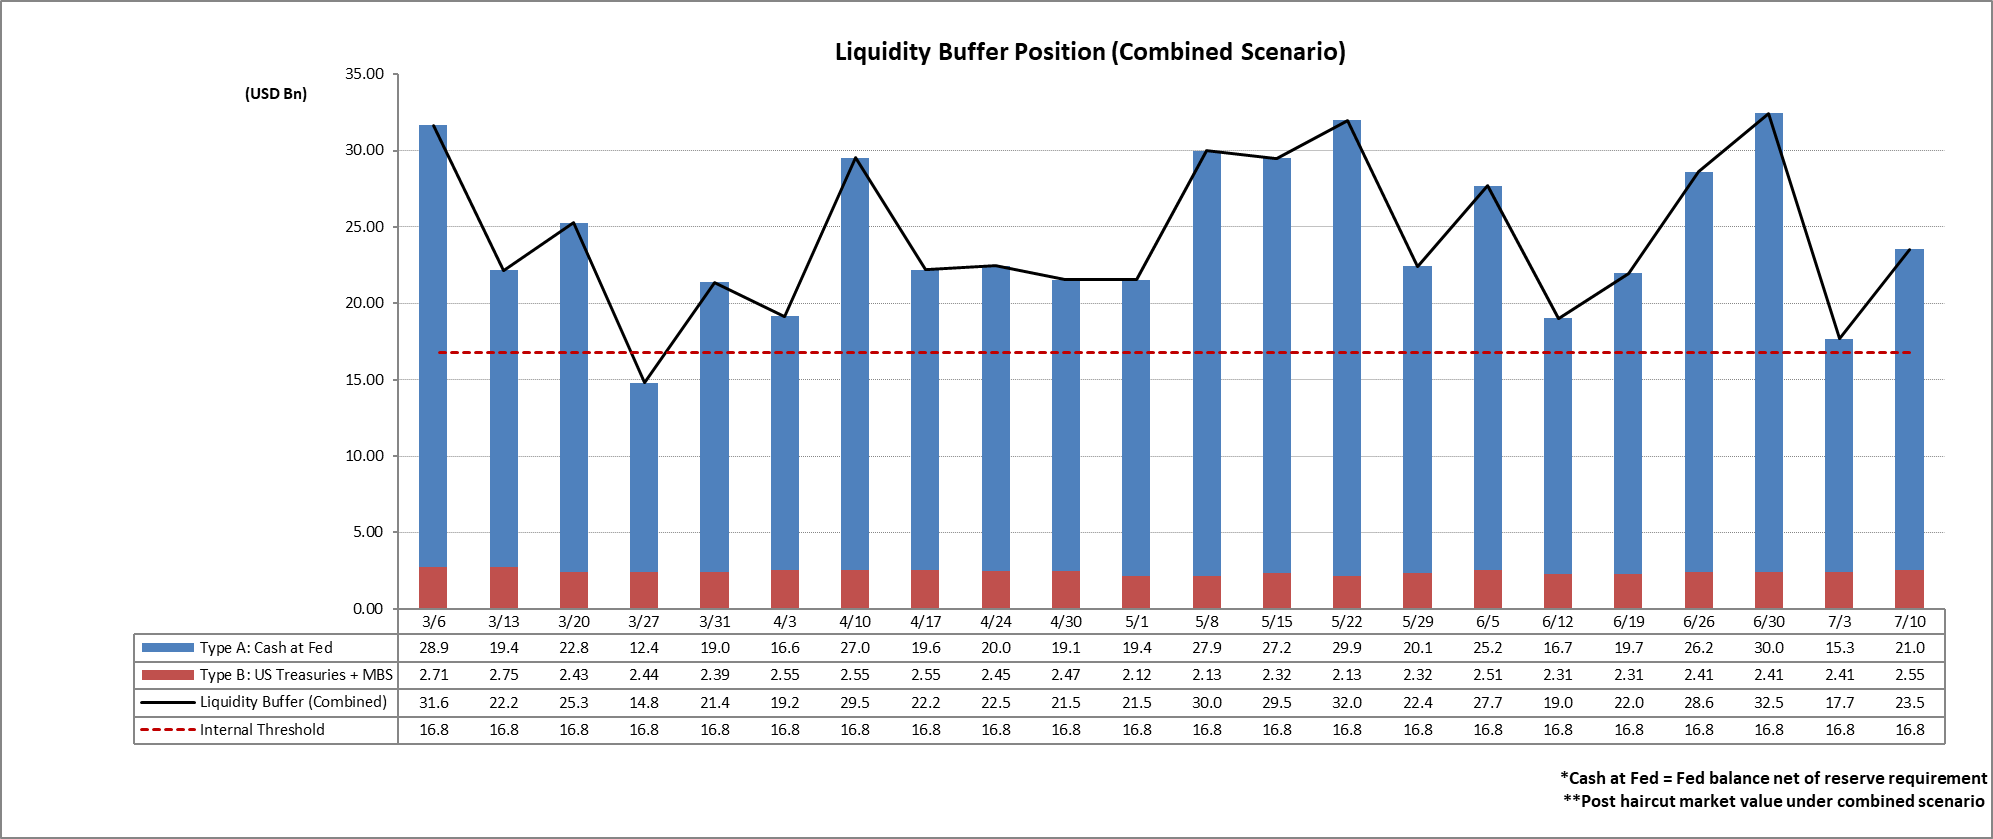 Liquidity Buffer Position (Combined Scenario)
(USD Bn)
35.00
30.00
25.00
20.00
15.00
10.00
5.00
0.00
3/6 3/13 3/20 3/27 3/31 4/3 4/10 4/17 4/24 4/30 5/1 5/8 5/15 5/22 5/29 6/5 6/12 6/19 6/26 6/30 7/3 7/10
Type A: Cash at Fed 28.9 19.4 22.8 12.4 19.0 16.6 27.0 19.6 20.0 19.1 19.4 27.9 27.2 29.9 20.1 25.2 16.7 19.7 26.2 30.0 15.3 21.0
Type B: US Treasuries + MBS 2.71 2.75 2.43 2.44 2.39 2.55 2.55 2.55 2.45 2.47 2.12 2.13 2.32 2.13 2.32 2.51 2.31 2.31 2.41 2.41 2.41 2.55
Liquidity Buffer (Combined) 31.6 22.2 25.3 14.8 21.4 19.2 29.5 22.2 22.5 21.5 21.5 30.0 29.5 32.0 22.4 27.7 19.0 22.0 28.6 32.5 17.7 23.5
Internal Threshold 16.8 16.8 16.8 16.8 16.8 16.8 16.8 16.8 16.8 16.8 16.8 16.8 16.8 16.8 16.8 16.8 16.8 16.8 16.8 16.8 16.8 16.8
*Cash at Fed = Fed balance net of reserve requirement
**Post haircut market value under combined scenario